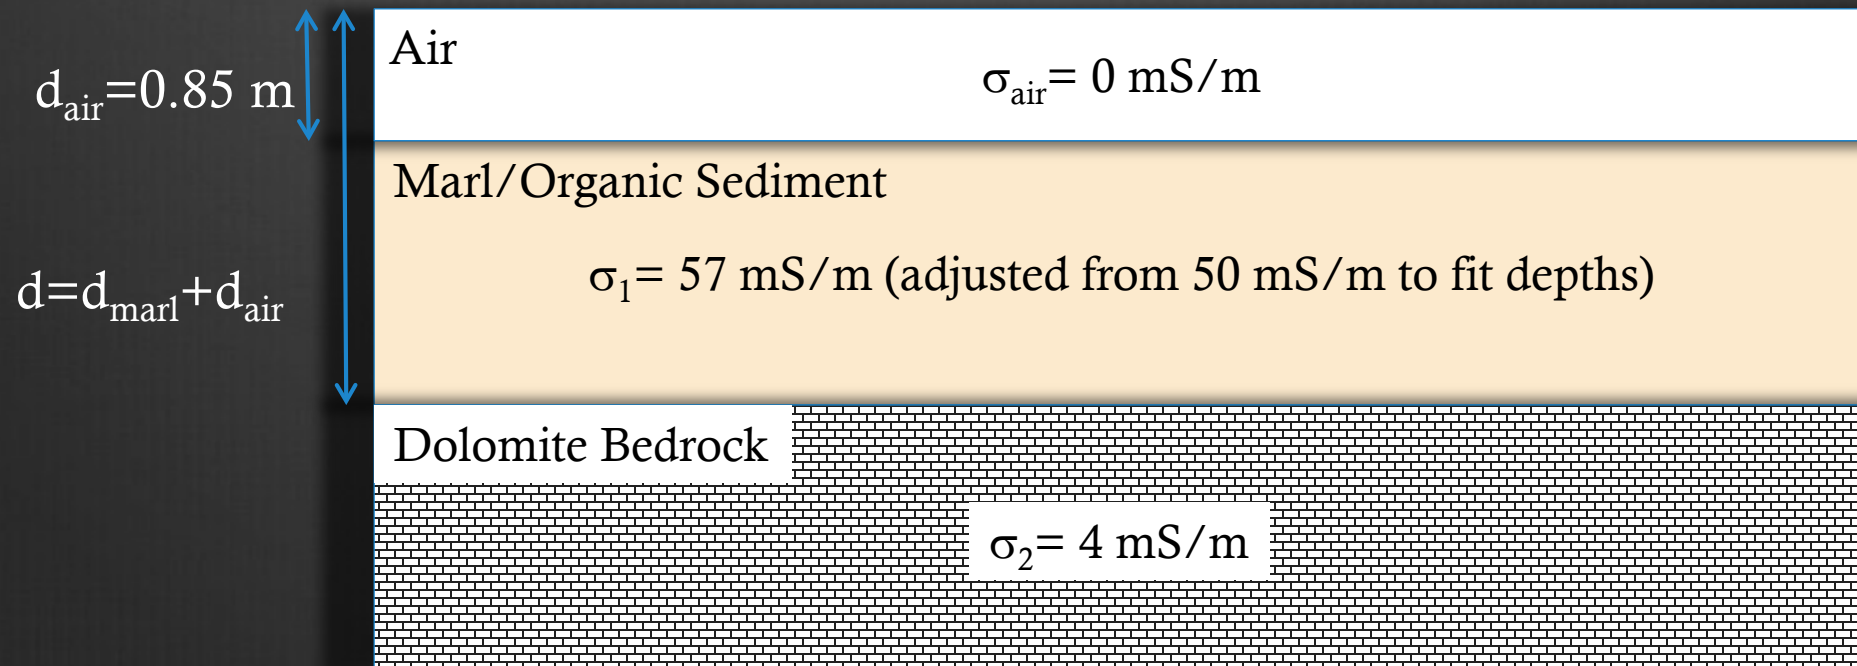 Air
σair= 0 mS/m
dair=0.85 m
Marl/Organic Sediment
σ1= 57 mS/m (adjusted from 50 mS/m to fit depths)
d=dmarl+dair
Dolomite Bedrock
σ2= 4 mS/m